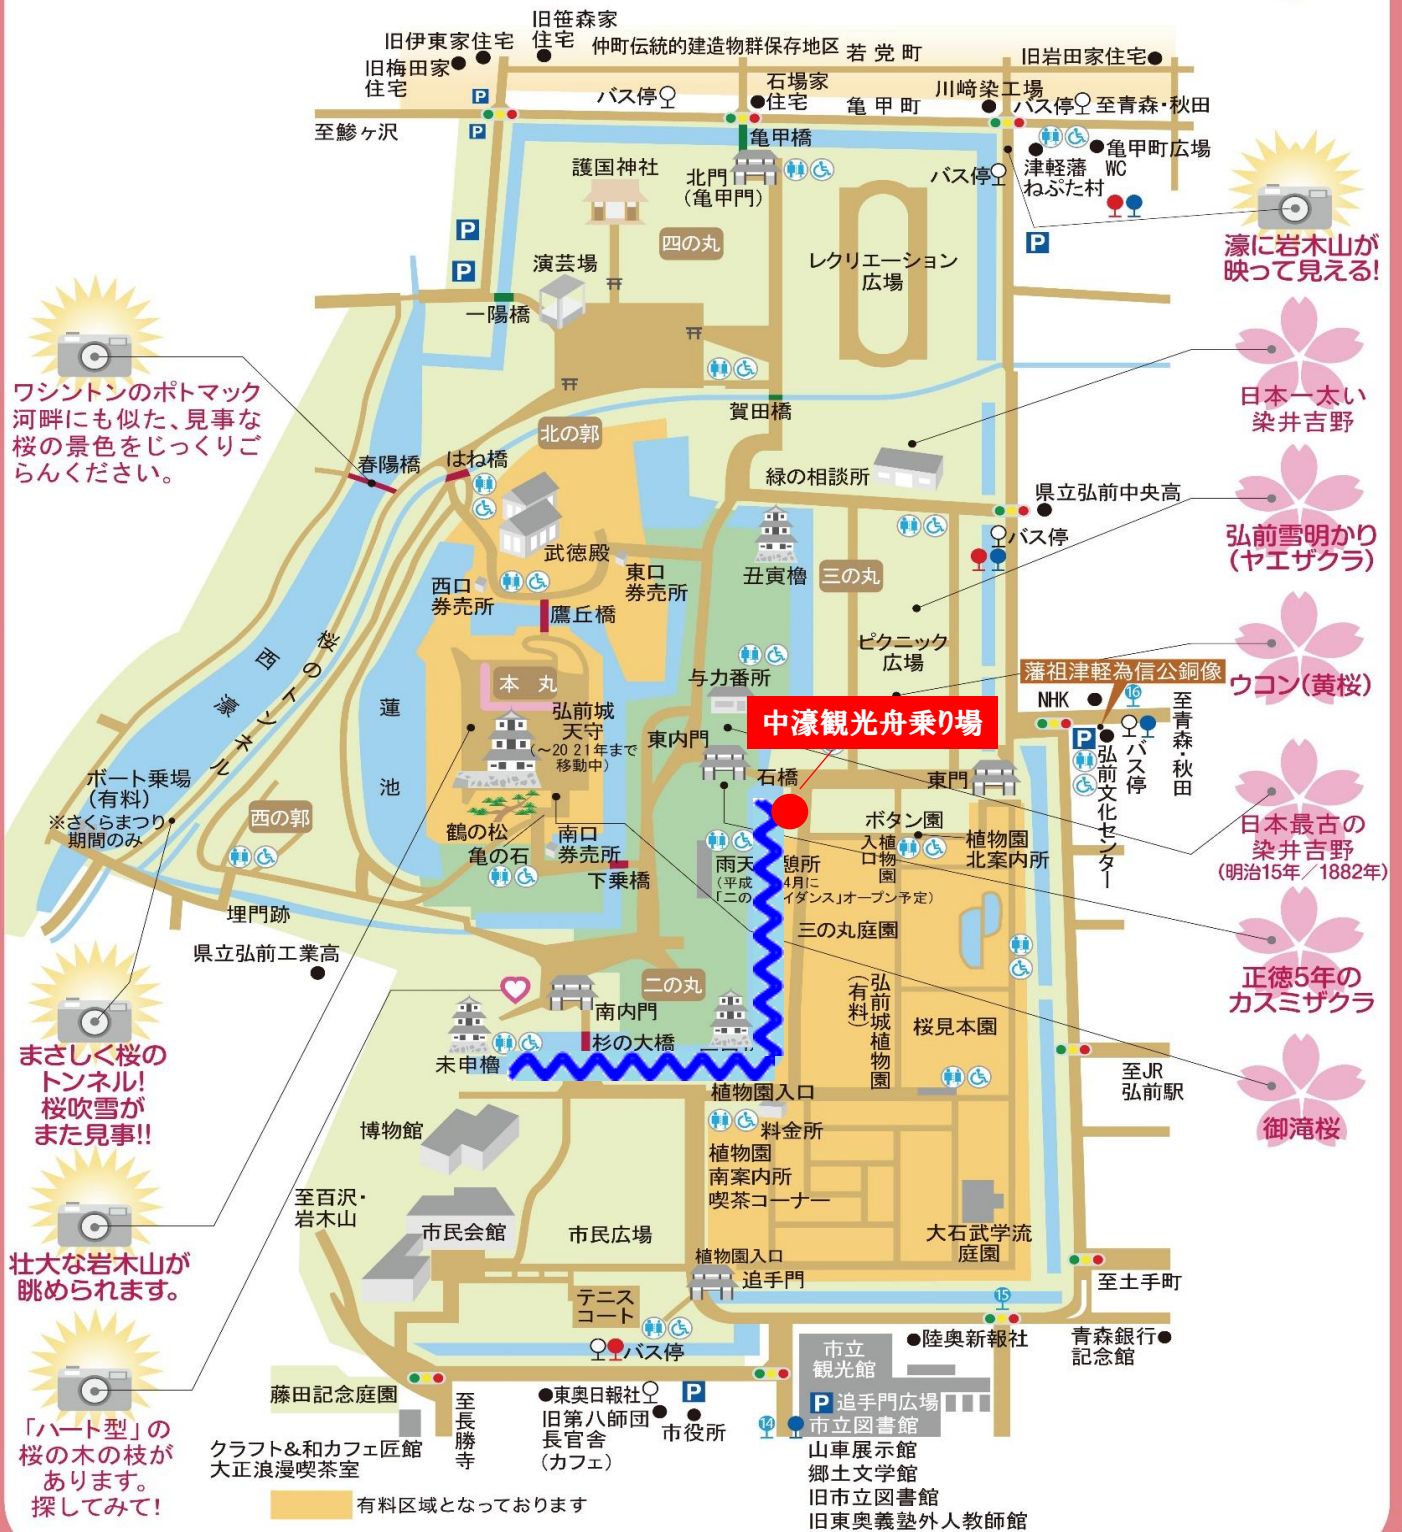 旧笹森家
住宅
旧伊東家住宅
旧梅田家
住宅
仲町伝統的建造物群保存地区
若党町
旧岩田家住宅
P
バス停
石場家
住宅
亀甲町
川﨑染工場
バス停
至青森・秋田
至鰺ヶ沢
P
亀甲橋
護国神社
北門
(亀甲門)
バス停
津軽藩
ねぷた村
WC
亀甲町広場
P
P
P
四の丸
演芸場
レクリエーション
広場
濠に岩木山が
映って見える!
一陽橋
ワシントンのポトマック
河畔にも似た、見事な
桜の景色をじっくりご
らんください。
賀田橋
日本一太い
染井吉野
北の郭
春陽橋
はね橋
緑の相談所
県立弘前中央高
バス停
弘前雪明かり
(ヤエザクラ)
武徳殿
西口
券売所
東口
券売所
丑寅櫓
三の丸
鷹丘橋
ピクニック
広場
桜のトンネル
西濠
蓮池
本丸
与力番所
藩祖津軽為信公銅像
ウコン(黄桜)
弘前城
天守
(～2021年まで
移動中)
中濠観光舟乗り場
NHK
16
至青森・秋田
P
バス停
弘前文化センター
東内門
石橋
東門
ボート乗場
(有料)
※さくらまつり
期間のみ
西の郭
鶴の松
亀の石
南口
券売所
下乗橋
ボタン園
植物園
入口
植物園
北案内所
雨天
憩所
(平成
4月に
「二の
イダンス」オープン予定)
日本最古の
染井吉野
(明治15年/1882年)
埋門跡
県立弘前工業高
三の丸庭園
二の丸
弘前城植物園
(有料)
桜見本園
正徳5年の
カスミザクラ
南内門
未申櫓
杉の大橋
まさしく桜の
トンネル!
桜吹雪が
また見事!!
至JR
弘前駅
植物園入口
料金所
御滝桜
博物館
植物園
南案内所
喫茶コーナー
至百沢・
岩木山
市民会館
市民広場
大石武学流
庭園
壮大な岩木山が
眺められます。
植物園入口
追手門
至土手町
テニス
コート
15
バス停
陸奥新報社
青森銀行
記念館
市立
観光館
藤田記念庭園
至長勝寺
東奥日報社
P
旧第八師団
長官舎
(カフェ)
市役所
14
P 追手門広場
市立図書館
山車展示館
郷土文学館
旧市立図書館
旧東奥義塾外人教師館
「ハート型」の
桜の木の枝が
あります。
探してみて!
クラフト&和カフェ匠館
大正浪漫喫茶室
有料区域となっております